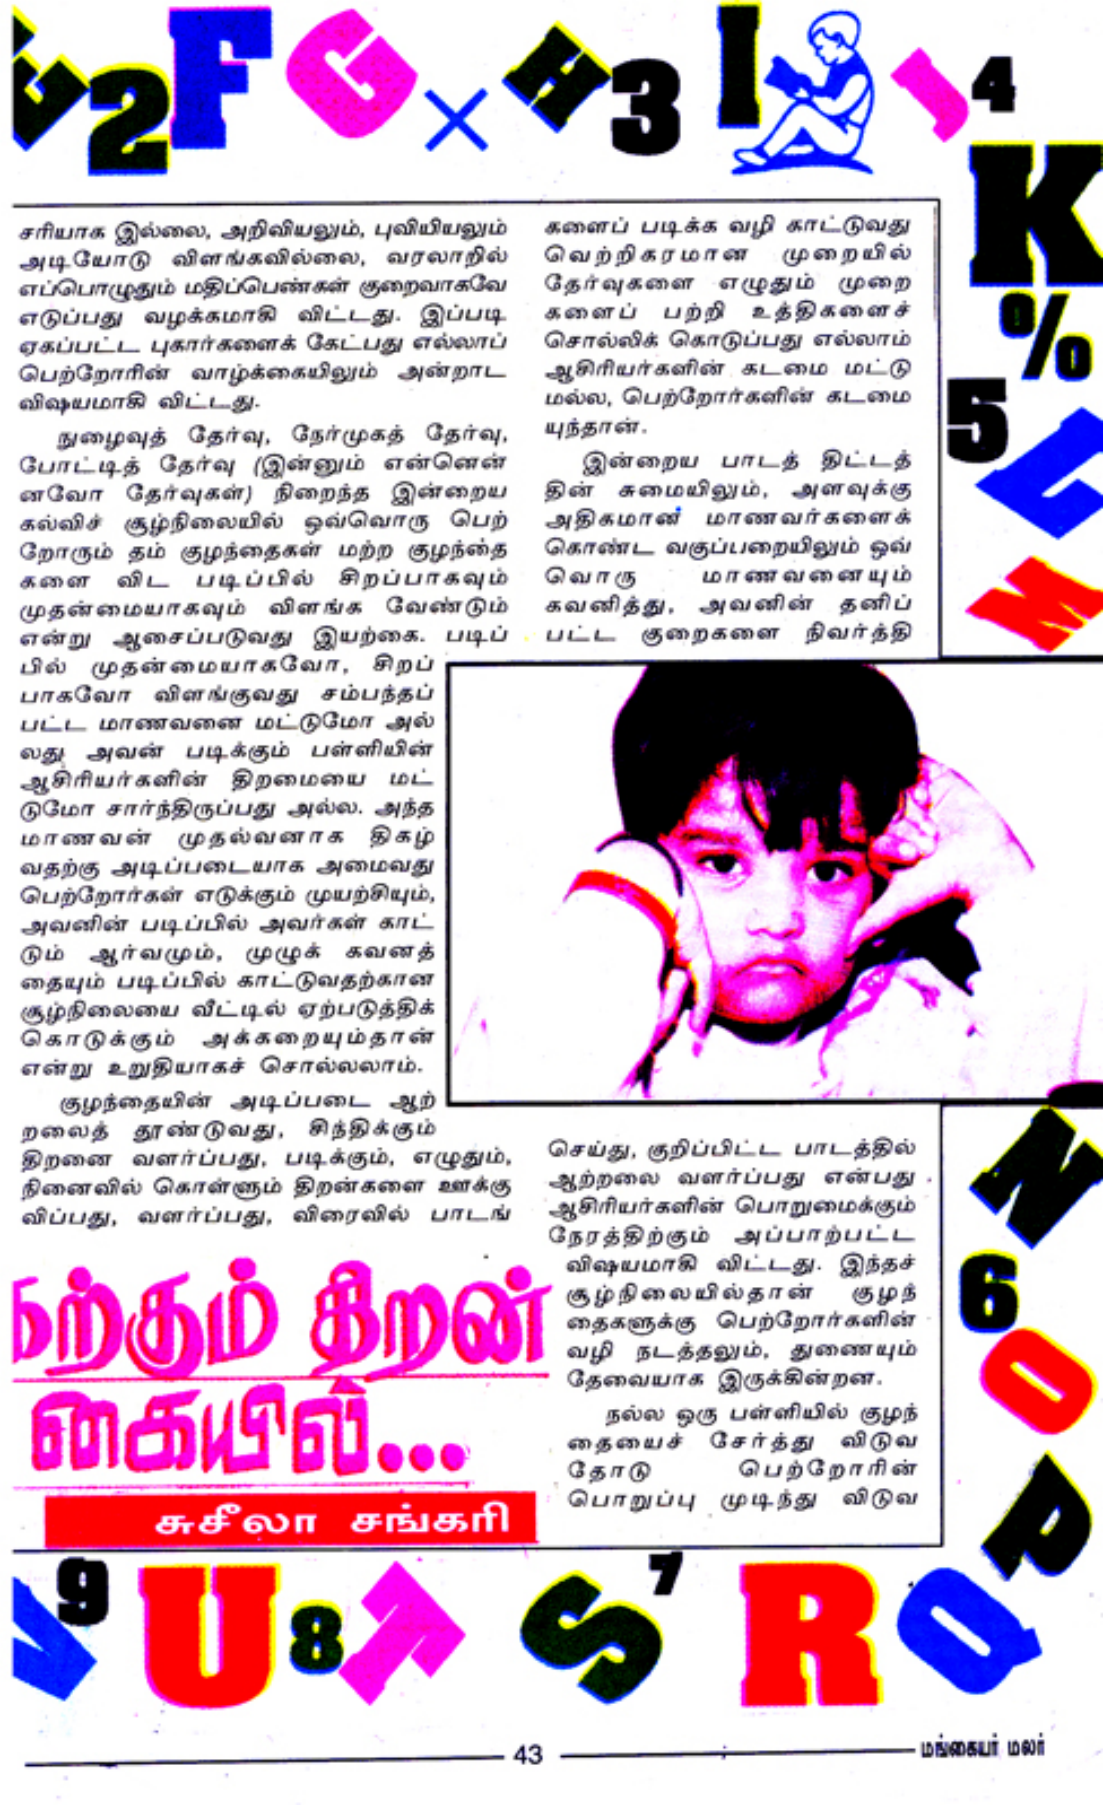 E 2 F G × H 3 I J 4
K
%
5 L
M
சரியாக இல்லை, அறிவியலும், புவியியலும்
அடியோடு விளங்கவில்லை, வரலாறில்
எப்பொழுதும் மதிப்பெண்கள் குறைவாகவே
எடுப்பது வழக்கமாகி விட்டது. இப்படி
ஏகப்பட்ட புகார்களைக் கேட்பது எல்லாப்
பெற்றோரின் வாழ்க்கையிலும் அன்றாட
விஷயமாகி விட்டது.
நுழைவுத் தேர்வு, நேர்முகத் தேர்வு,
போட்டித் தேர்வு (இன்னும் என்னென்
னவோ தேர்வுகள்) நிறைந்த இன்றைய
கல்விச் சூழ்நிலையில் ஒவ்வொரு பெற்
றோரும் தம் குழந்தைகள் மற்ற குழந்தை
களை விட படிப்பில் சிறப்பாகவும்
முதன்மையாகவும் விளங்க வேண்டும்
என்று ஆசைப்படுவது இயற்கை. படிப்
பில் முதன்மையாகவோ, சிறப்
பாகவோ விளங்குவது சம்பந்தப்
பட்ட மாணவனை மட்டுமோ அல்
லது அவன் படிக்கும் பள்ளியின்
ஆசிரியர்களின் திறமையை மட்
டுமோ சார்ந்திருப்பது அல்ல. அந்த
மாணவன் முதல்வனாக திகழ்
வதற்கு அடிப்படையாக அமைவது
பெற்றோர்கள் எடுக்கும் முயற்சியும்,
அவனின் படிப்பில் அவர்கள் காட்
டும் ஆர்வமும், முழுக் கவனத்
தையும் படிப்பில் காட்டுவதற்கான
சூழ்நிலையை வீட்டில் ஏற்படுத்திக்
கொடுக்கும் அக்கறையும்தான்
என்று உறுதியாகச் சொல்லலாம்.
குழந்தையின் அடிப்படை ஆற்
றலைத் தூண்டுவது, சிந்திக்கும்
திறனை வளர்ப்பது, படிக்கும், எழுதும்,
நினைவில் கொள்ளும் திறன்களை ஊக்கு
விப்பது, வளர்ப்பது, விரைவில் பாடங்
களைப் படிக்க வழி காட்டுவது
வெற்றிகரமான முறையில்
தேர்வுகளை எழுதும் முறை
களைப் பற்றி உத்திகளைச்
சொல்லிக் கொடுப்பது எல்லாம்
ஆசிரியர்களின் கடமை மட்டு
மல்ல, பெற்றோர்களின் கடமை
யுந்தான்.
இன்றைய பாடத் திட்டத்
தின் சுமையிலும், அளவுக்கு
அதிகமான மாணவர்களைக்
கொண்ட வகுப்பறையிலும் ஒவ்
வொரு மாணவனையும்
கவனித்து, அவனின் தனிப்
பட்ட குறைகளை நிவர்த்தி
செய்து, குறிப்பிட்ட பாடத்தில்
ஆற்றலை வளர்ப்பது என்பது
ஆசிரியர்களின் பொறுமைக்கும்
நேரத்திற்கும் அப்பாற்பட்ட
விஷயமாகி விட்டது. இந்தச்
சூழ்நிலையில்தான் குழந்
தைகளுக்கு பெற்றோர்களின்
வழி நடத்தலும், துணையும்
தேவையாக இருக்கின்றன.
நல்ல ஒரு பள்ளியில் குழந்
தையைச் சேர்த்து விடுவ
தோடு பெற்றோரின்
பொறுப்பு முடிந்து விடுவ
கற்கும் திறன்
கையில்...
சுசீலா சங்கரி
N
6
O
P
V 9 U 8 T S 7 R Q
43
மங்கையர் மலர்